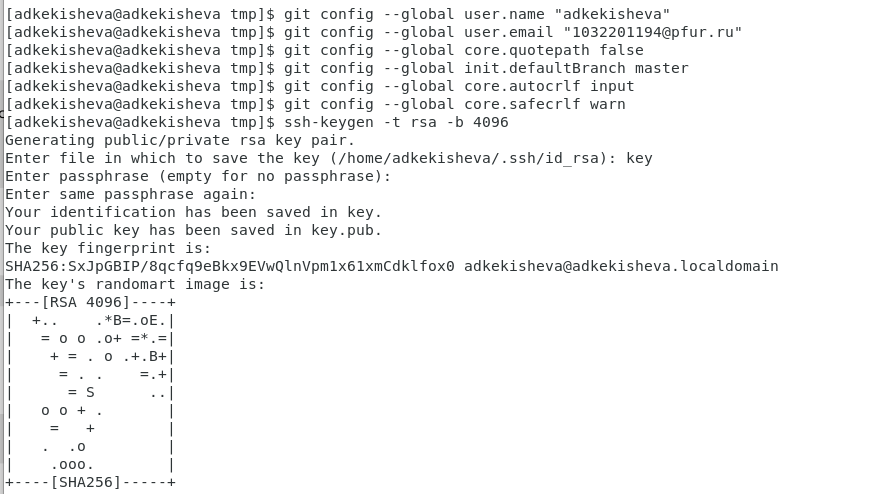 [adkekisheva@adkekisheva tmp]$ git config --global user.name "adkekisheva"
[adkekisheva@adkekisheva tmp]$ git config --global user.email "1032201194@pfur.ru"
[adkekisheva@adkekisheva tmp]$ git config --global core.quotepath false
[adkekisheva@adkekisheva tmp]$ git config --global init.defaultBranch master
[adkekisheva@adkekisheva tmp]$ git config --global core.autocrlf input
[adkekisheva@adkekisheva tmp]$ git config --global core.safecrlf warn
[adkekisheva@adkekisheva tmp]$ ssh-keygen -t rsa -b 4096
Generating public/private rsa key pair.
Enter file in which to save the key (/home/adkekisheva/.ssh/id_rsa): key
Enter passphrase (empty for no passphrase):
Enter same passphrase again:
Your identification has been saved in key.
Your public key has been saved in key.pub.
The key fingerprint is:
SHA256:SxJpGBIP/8qcfq9eBkx9EVwQlnVpm1x61xmCdklfox0 adkekisheva@adkekisheva.localdomain
The key's randomart image is:
+---[RSA 4096]----+
|  +..    .*B=.oE.|
|   = o o .o+ =*.=|
|    + = . o .+.B+|
|     = . .    =.+|
|      = S      ..|
|   o o + .       |
|    =   +        |
|   .  .o         |
|    .ooo.        |
+----[SHA256]-----+